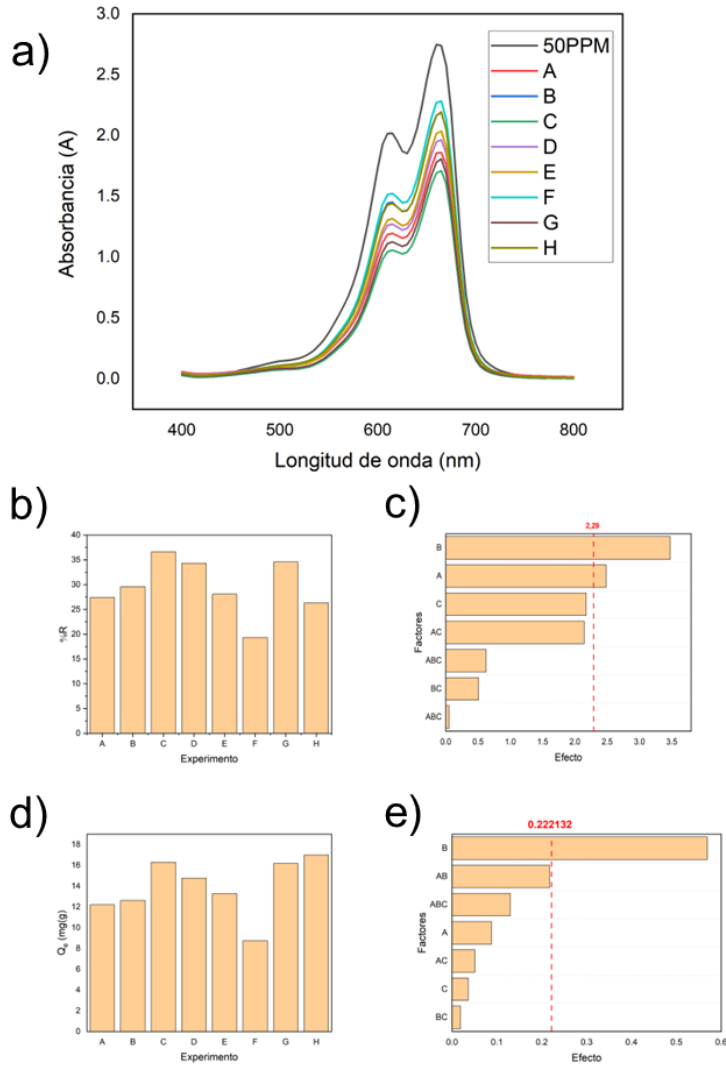 a)
3.0
2.5
2.0
1.5
1.0
0.5
0.0
Absorbancia (A)
400 500 600 700 800
Longitud de onda (nm)
50PPM
A
B
C
D
E
F
G
H
b)
40
35
30
25
20
15
10
5
0
%R
A B C D E F G H
Experimento
c)
2,29
B
A
C
AC
ABC
BC
ABC
Factores
0.0 0.5 1.0 1.5 2.0 2.5 3.0 3.5
Efecto
d)
18
16
14
12
10
8
6
4
2
0
Qe (mg(g)
A B C D E F G H
Experimento
e)
0.222132
B
AB
ABC
A
AC
C
BC
Factores
0.0 0.1 0.2 0.3 0.4 0.5 0.6
Efecto